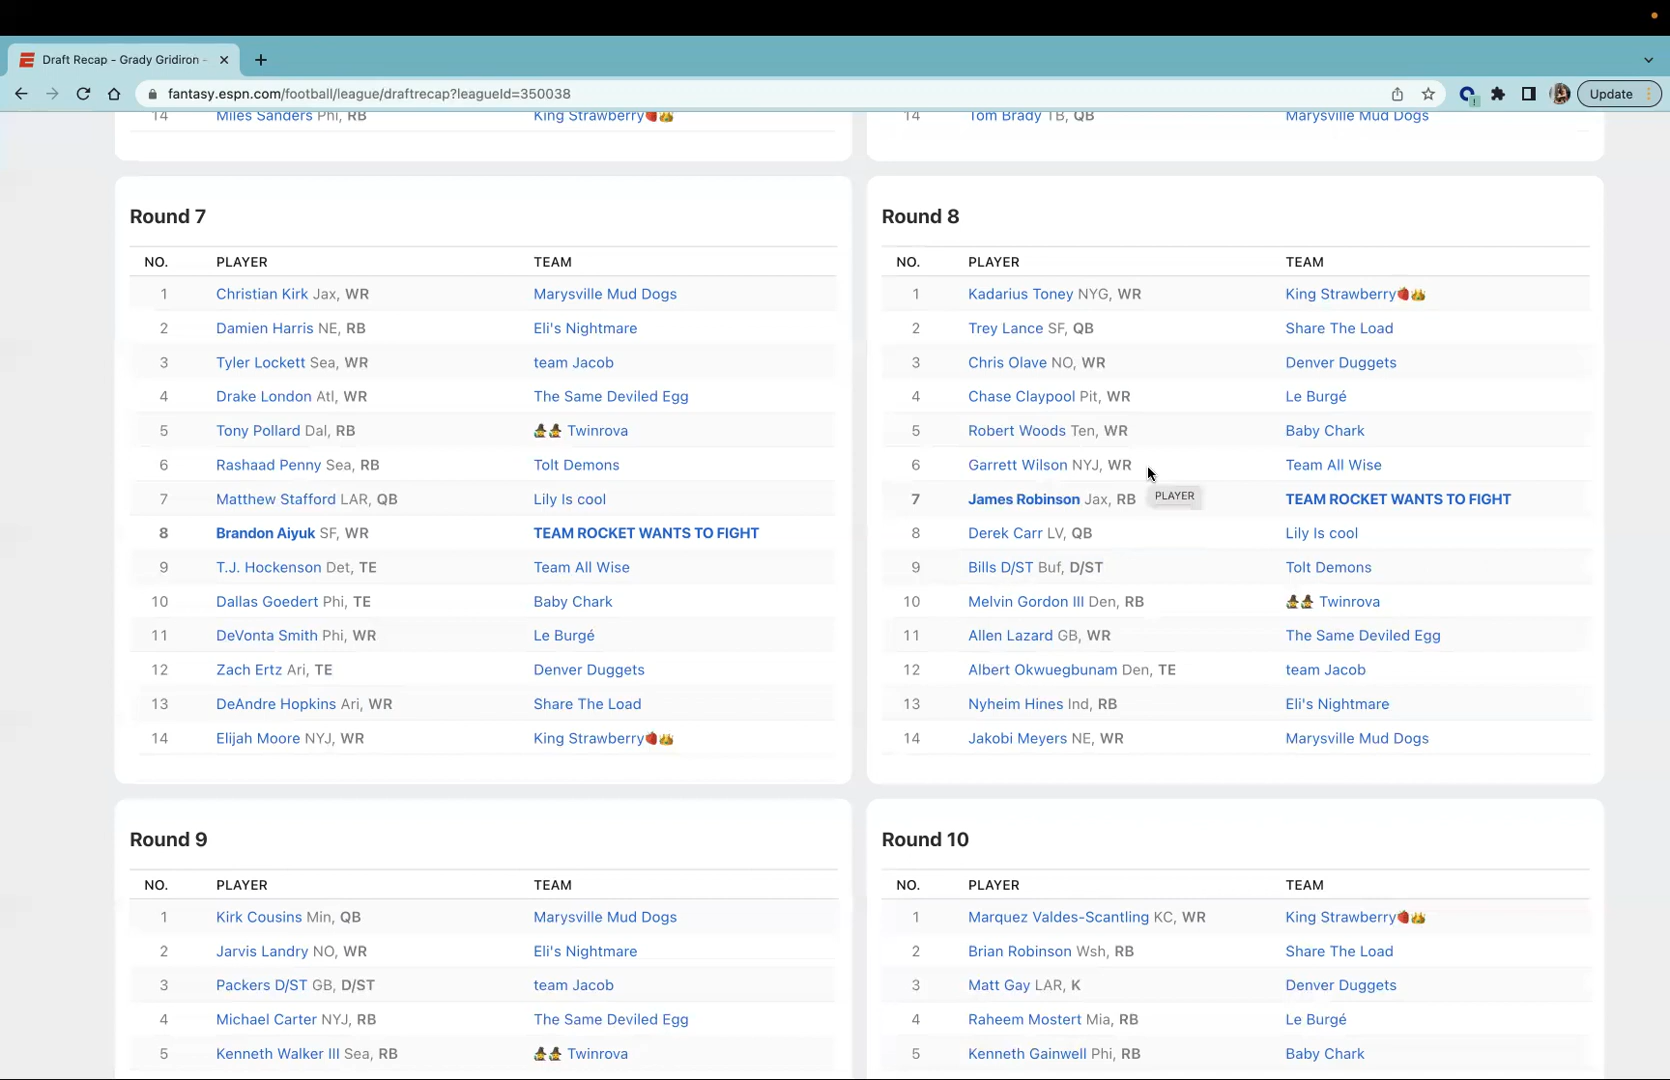 Draft Recap - Grady Gridiron -
fantasy.espn.com/football/league/draftrecap?leagueId=350038
Update
14 Miles Sanders Phi, RB King Strawberry🍓👑
14 Tom Brady TB, QB Marysville Mud Dogs
Round 7
NO. PLAYER TEAM
1 Christian Kirk Jax, WR Marysville Mud Dogs
2 Damien Harris NE, RB Eli's Nightmare
3 Tyler Lockett Sea, WR team Jacob
4 Drake London Atl, WR The Same Deviled Egg
5 Tony Pollard Dal, RB Twinrova
6 Rashaad Penny Sea, RB Tolt Demons
7 Matthew Stafford LAR, QB Lily Is cool
8 Brandon Aiyuk SF, WR TEAM ROCKET WANTS TO FIGHT
9 T.J. Hockenson Det, TE Team All Wise
10 Dallas Goedert Phi, TE Baby Chark
11 DeVonta Smith Phi, WR Le Burgé
12 Zach Ertz Ari, TE Denver Duggets
13 DeAndre Hopkins Ari, WR Share The Load
14 Elijah Moore NYJ, WR King Strawberry🍓👑
Round 8
NO. PLAYER TEAM
1 Kadarius Toney NYG, WR King Strawberry🍓👑
2 Trey Lance SF, QB Share The Load
3 Chris Olave NO, WR Denver Duggets
4 Chase Claypool Pit, WR Le Burgé
5 Robert Woods Ten, WR Baby Chark
6 Garrett Wilson NYJ, WR Team All Wise
7 James Robinson Jax, RB TEAM ROCKET WANTS TO FIGHT
PLAYER
8 Derek Carr LV, QB Lily Is cool
9 Bills D/ST Buf, D/ST Tolt Demons
10 Melvin Gordon III Den, RB Twinrova
11 Allen Lazard GB, WR The Same Deviled Egg
12 Albert Okwuegbunam Den, TE team Jacob
13 Nyheim Hines Ind, RB Eli's Nightmare
14 Jakobi Meyers NE, WR Marysville Mud Dogs
Round 9
NO. PLAYER TEAM
1 Kirk Cousins Min, QB Marysville Mud Dogs
2 Jarvis Landry NO, WR Eli's Nightmare
3 Packers D/ST GB, D/ST team Jacob
4 Michael Carter NYJ, RB The Same Deviled Egg
5 Kenneth Walker III Sea, RB Twinrova
Round 10
NO. PLAYER TEAM
1 Marquez Valdes-Scantling KC, WR King Strawberry🍓👑
2 Brian Robinson Wsh, RB Share The Load
3 Matt Gay LAR, K Denver Duggets
4 Raheem Mostert Mia, RB Le Burgé
5 Kenneth Gainwell Phi, RB Baby Chark